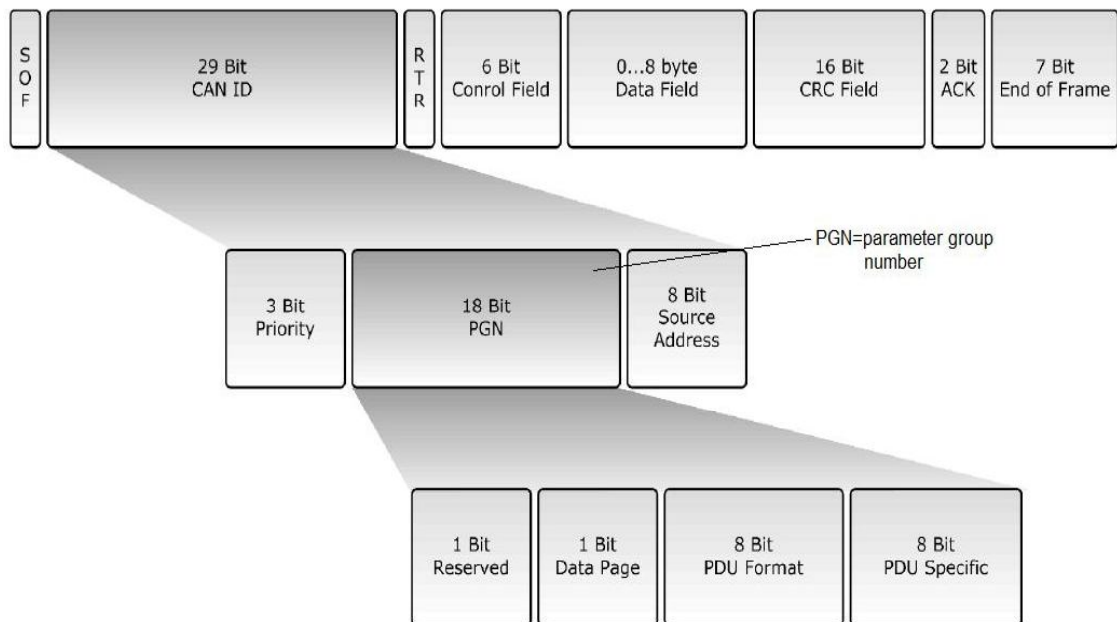 S
O
F
29 Bit
CAN ID
R
T
R
6 Bit
Conrol Field
0...8 byte
Data Field
16 Bit
CRC Field
2 Bit
ACK
7 Bit
End of Frame
PGN=parameter group
number
3 Bit
Priority
18 Bit
PGN
8 Bit
Source
Address
1 Bit
Reserved
1 Bit
Data Page
8 Bit
PDU Format
8 Bit
PDU Specific